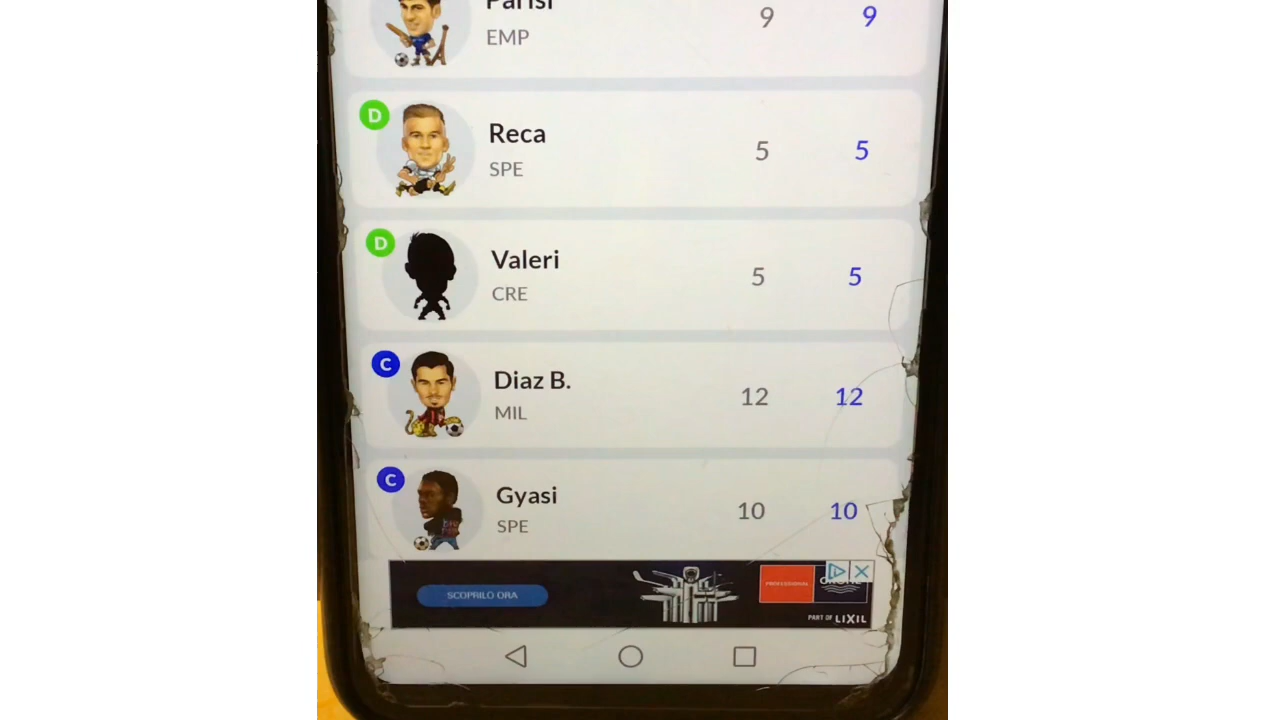 Parisi 9 9
EMP
D
Reca 5 5
SPE
D
Valeri 5 5
CRE
C
Diaz B. 12 12
MIL
C
Gyasi 10 10
SPE
SCOPRILO ORA
PROFESSIONAL
PART OF LIXIL